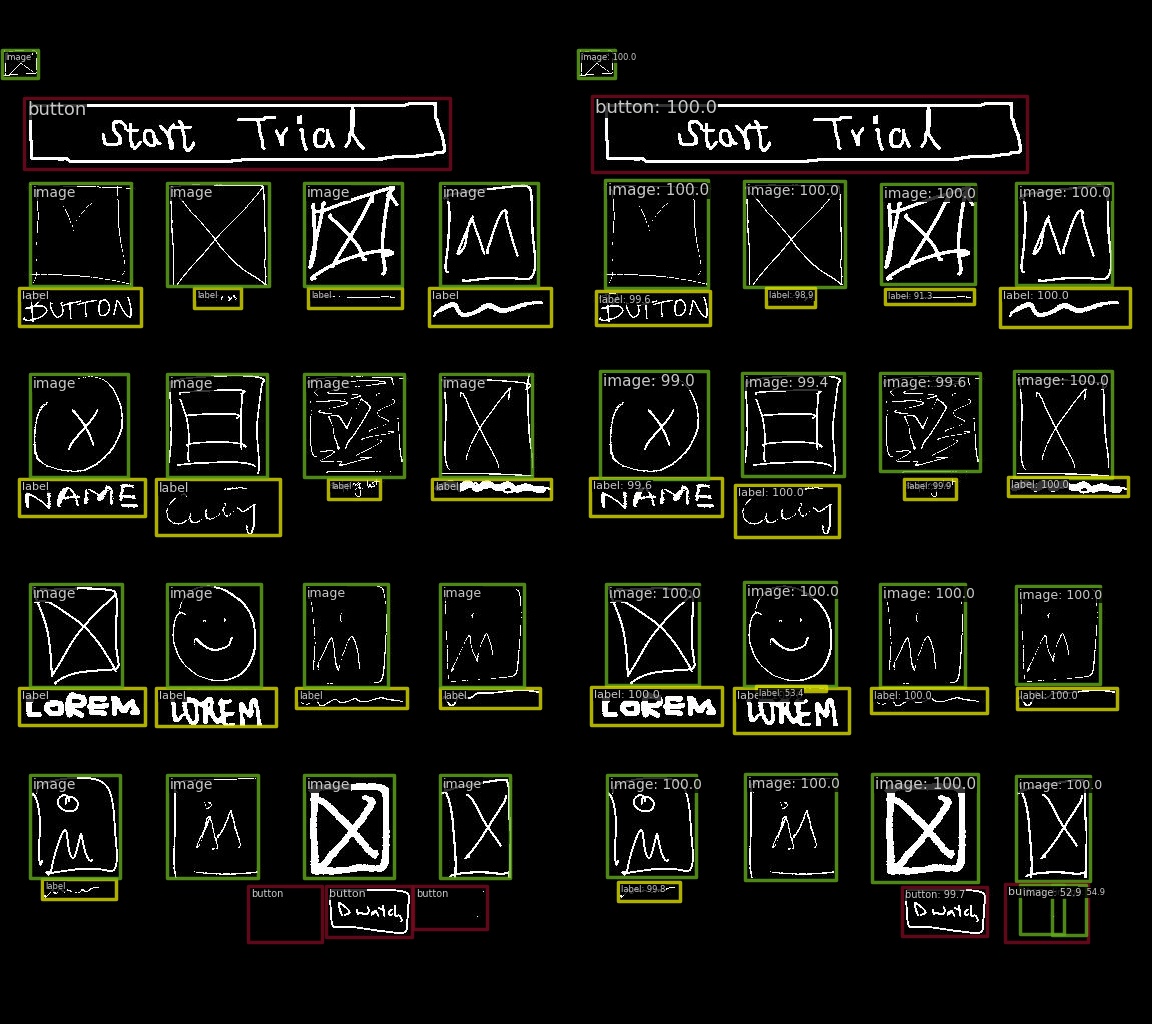 image
button
Start Trial
image image image image
label label label label
BUTTON
image image image image
label label label label
NAME
image image image image
label label label label
LOREM LOREM
image image image image
label
button button button
D watch
image: 100.0
button: 100.0
Start Trial
image: 100.0 image: 100.0 image: 100.0 image: 100.0
label: 99.6 label: 98.9 label: 91.3 label: 100.0
BUTTON
image: 99.0 image: 99.4 image: 99.6 image: 100.0
label: 99.6 label: 100.0 label: 99.9 label: 100.0
NAME
image: 100.0 image: 100.0 image: 100.0 image: 100.0
label: 100.0 label: 53.4 label: 100.0 label: 100.0
LOREM LOREM
image: 100.0 image: 100.0 image: 100.0 image: 100.0
label: 99.8
button: 99.7 bu image: 52.9 54.9
D watch